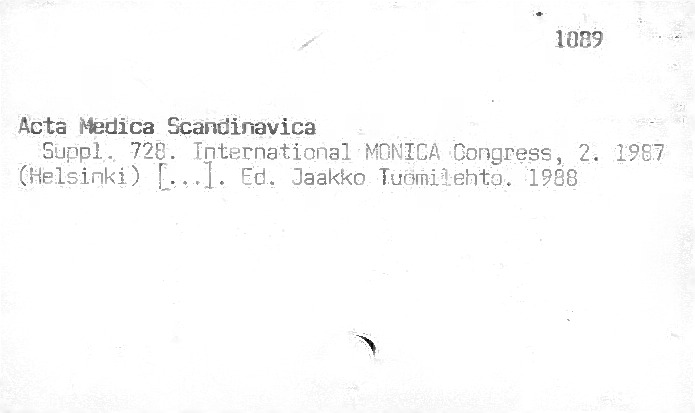 1089
Acta Medica Scandinavica
Suppl. 728. International MONICA Congress, 2. 1987
(Helsinki) [...]. Ed. Jaakko Tuomilehto. 1988